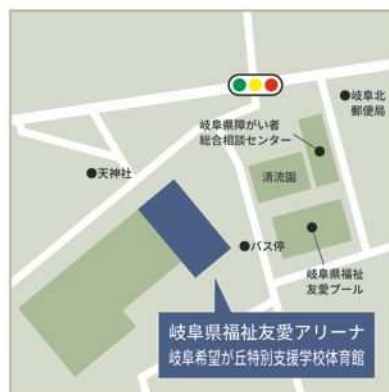 ●岐阜北
郵便局
岐阜県障がい者
総合相談センター
清流園
●天神社
●バス停
岐阜県福祉
友愛プール
岐阜県福祉友愛アリーナ
岐阜希望が丘特別支援学校体育館